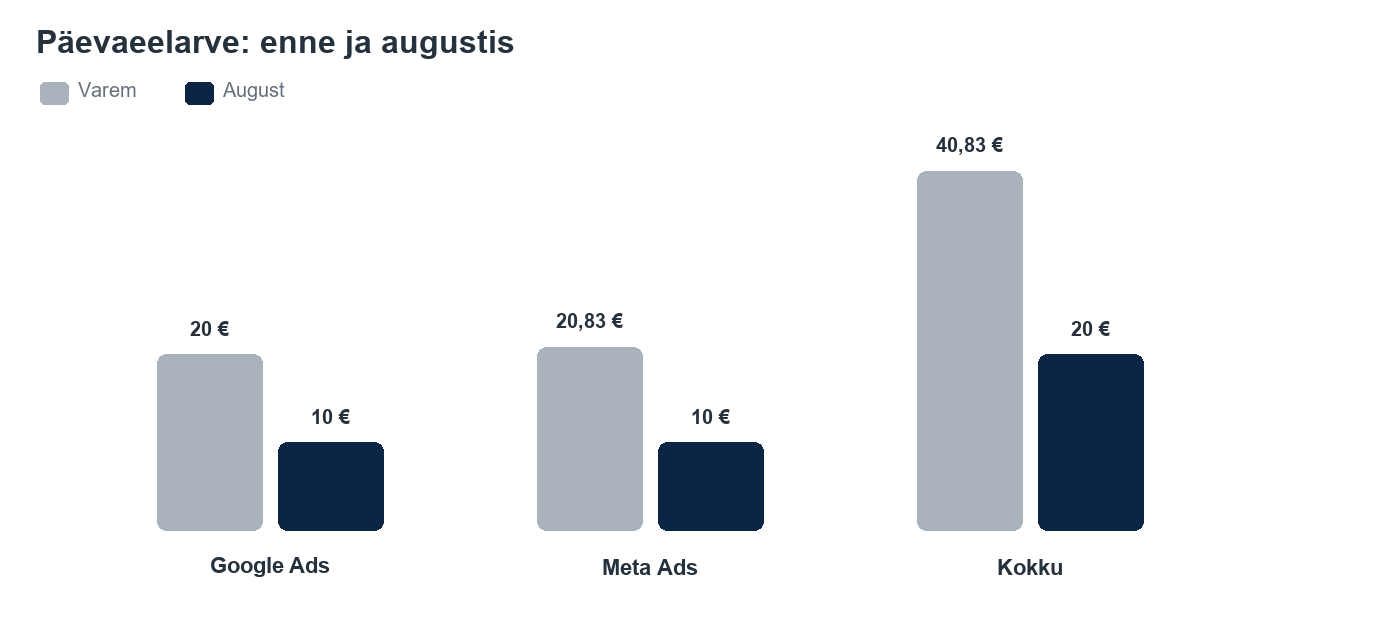 Päevaeelarve: enne ja augustis
Varem August
40,83 €
20 € 20,83 € 20 €
10 € 10 €
Google Ads Meta Ads Kokku